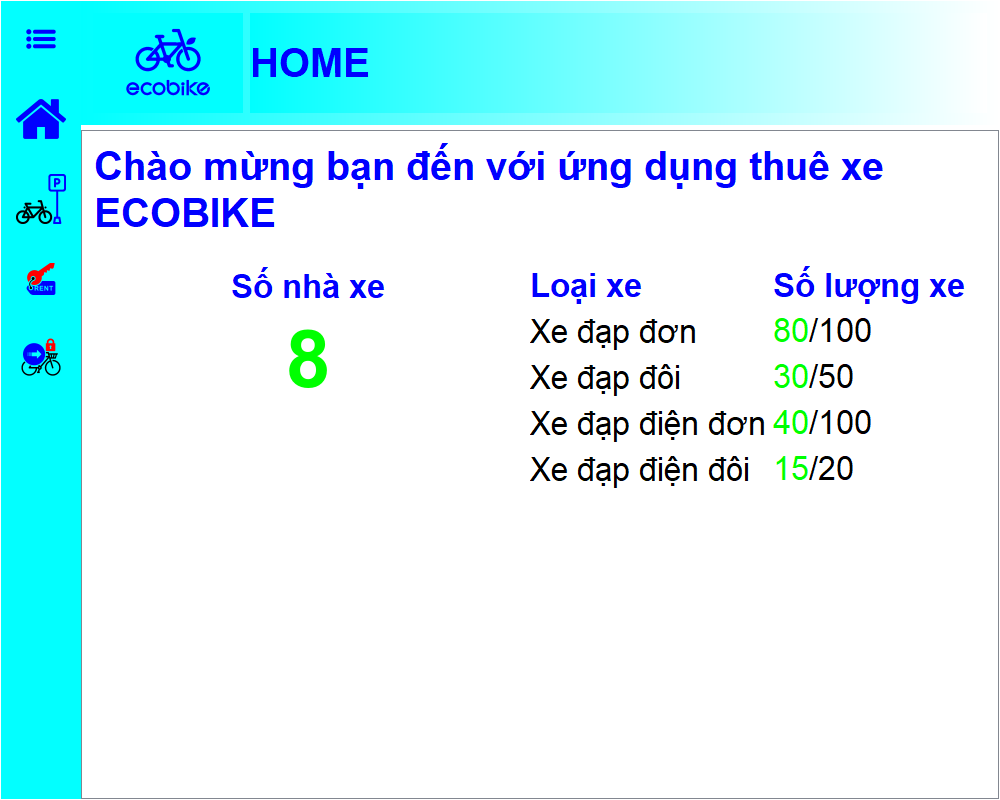 ecobike
HOME
P
RENT
Chào mừng bạn đến với ứng dụng thuê xe
ECOBIKE
Số nhà xe
8
Loại xe Số lượng xe
Xe đạp đơn 80/100
Xe đạp đôi 30/50
Xe đạp điện đơn 40/100
Xe đạp điện đôi 15/20